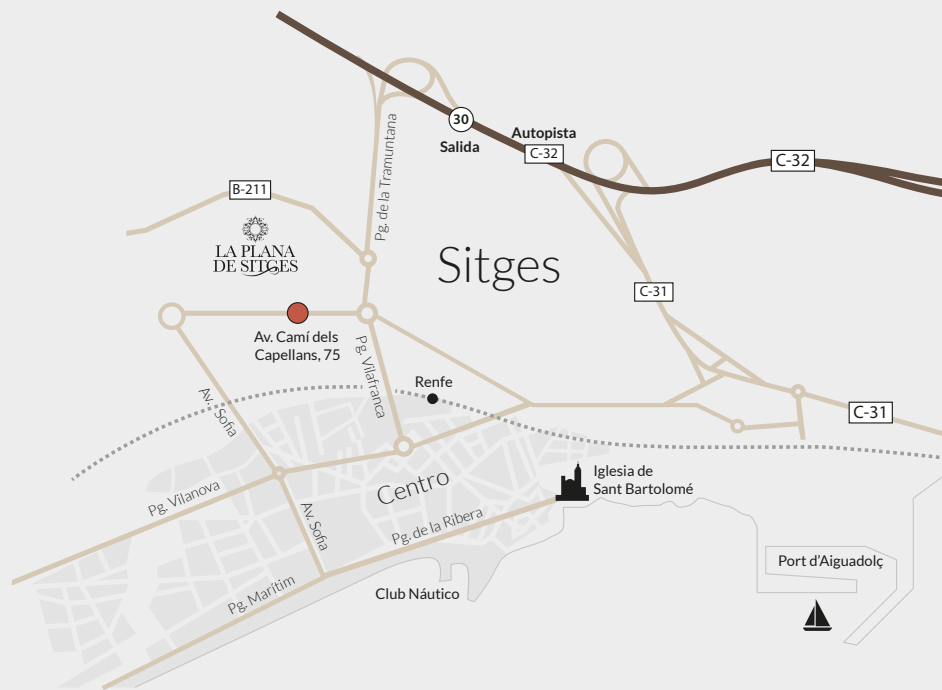 30
Salida
Autopista
C-32
C-32
Pg. de la Tramuntana
B-211
LA PLANA
DE SITGES
Sitges
C-31
Av. Camí dels
Capellans, 75
Pg. Vilafranca
Renfe
Av. Sofia
C-31
Centro
Iglesia de
Sant Bartolomé
Pg. Vilanova
Av. Sofia
Pg. de la Ribera
Port d'Aiguadolç
Pg. Marítim
Club Náutico